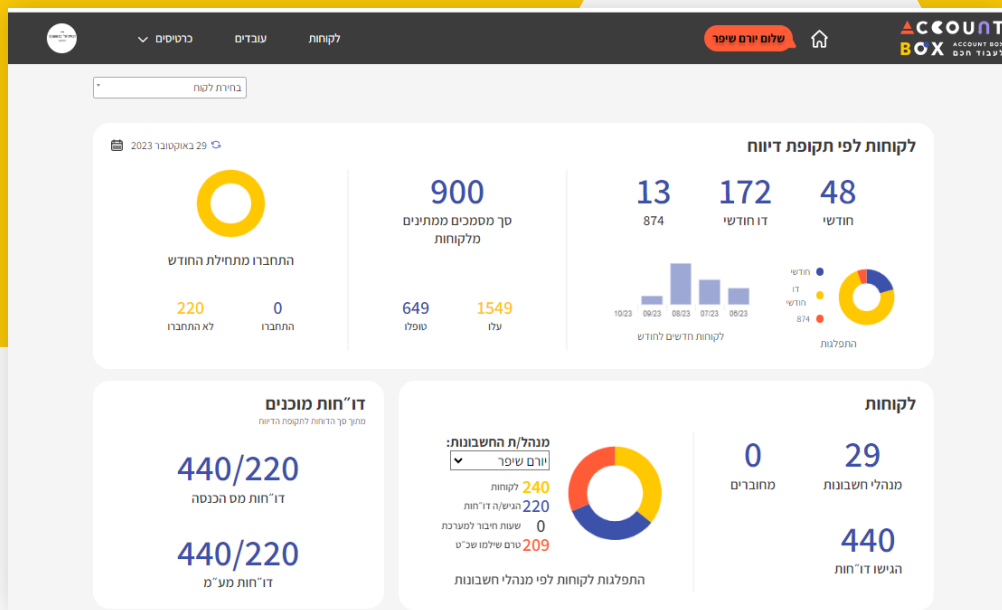 ACCOUNT
BOX
ACCOUNT BOX
לעבוד חכם
שלום יורם שיפר
לקוחות
עובדים
כרטיסים
בחירת לקוח
לקוחות לפי תקופת דיווח
29 באוקטובר 2023
48
חודשי
172
דו חודשי
13
874
חודשי
דו
חודשי
874
התפלגות
10/23 09/23 08/23 07/23 06/23
לקוחות חדשים לחודש
900
סך מסמכים ממתינים
מלקוחות
1549
עלו
649
טופלו
התחברו מתחילת החודש
0
התחברו
220
לא התחברו
לקוחות
29
מנהלי חשבונות
0
מחוברים
440
הגישו דו״חות
מנהל/ת החשבונות:
יורם שיפר
240 לקוחות
220 הגיש/ה דו״חות
0 שעות חיבור למערכת
209 טרם שילמו שכ״ט
התפלגות לקוחות לפי מנהלי חשבונות
דו״חות מוכנים
מתוך סך הדוחות לתקופת הדיווח
440/220
דו״חות מס הכנסה
440/220
דו״חות מע״מ